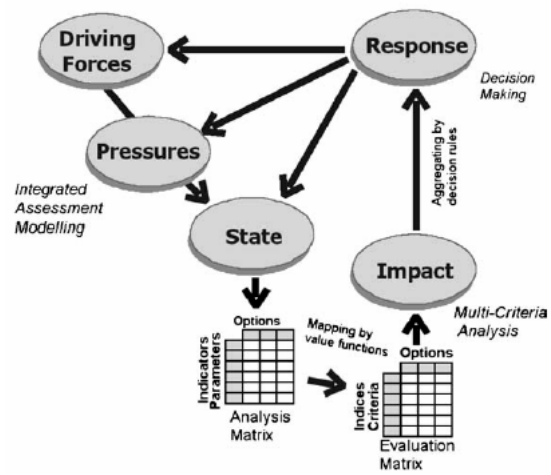 Driving
Forces
Response
Decision
Making
Pressures
Integrated
Assessment
Modelling
Aggregating by
decision rules
State
Impact
Multi-Criteria
Analysis
Options
Indicators
Parameters
Analysis
Matrix
Mapping by
value functions
Options
Indices
Criteria
Evaluation
Matrix